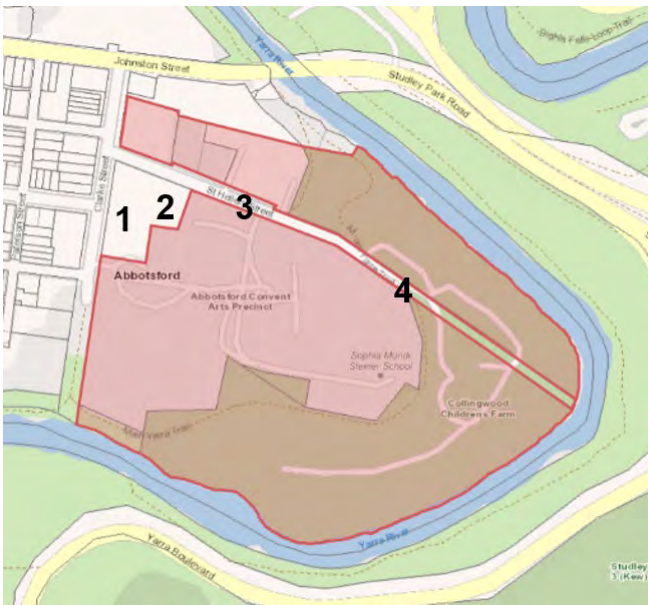 Yarra River
Brights Falls-Loop-Trail
Johnston Street
Studley Park Road
Clarke Street
1
2
St Heliers Street
3
Abbotsford
4
Abbotsford Convent
Arts Precinct
Sophia Mundi
Steiner School
Collingwood
Childrens Farm
Main Yarra Trail
Yarra River
Yarra Boulevard
Studley
3 (Kew)